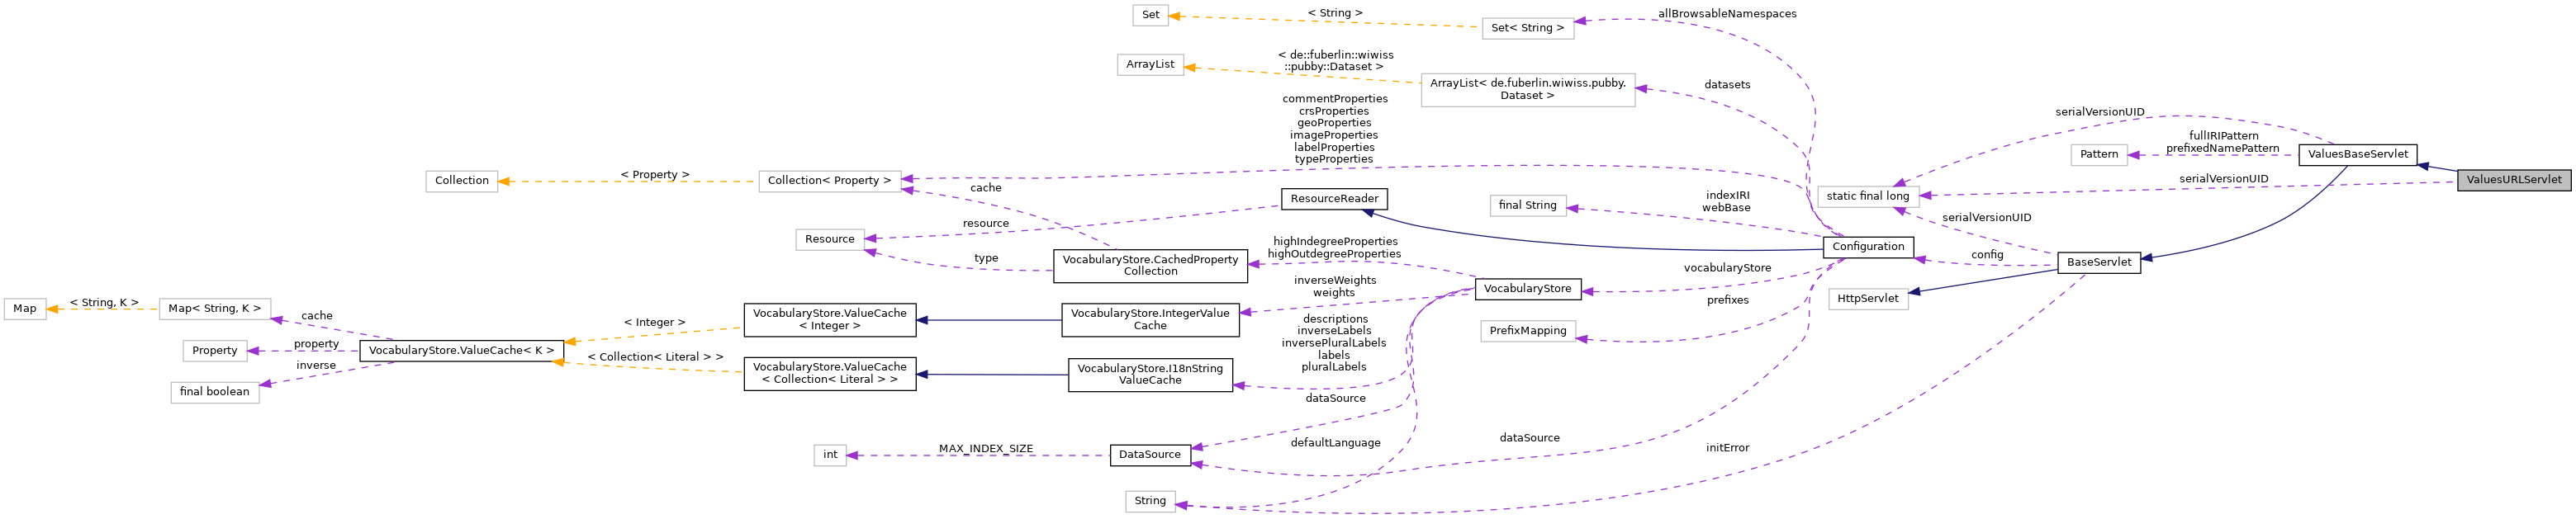 Set
< String >
Set< String >
allBrowsableNamespaces
ArrayList
< de::fuberlin::wiwiss
::pubby::Dataset >
ArrayList< de.fuberlin.wiwiss.pubby.
Dataset >
datasets
commentProperties
crsProperties
geoProperties
imageProperties
labelProperties
typeProperties
serialVersionUID
fullIRIPattern
prefixedNamePattern
Pattern
ValuesBaseServlet
ValuesURLServlet
serialVersionUID
Collection
< Property >
Collection< Property >
cache
ResourceReader
resource
Resource
type
final String
indexIRI
webBase
static final long
serialVersionUID
Configuration
config
BaseServlet
HttpServlet
VocabularyStore.CachedProperty
Collection
highIndegreeProperties
highOutdegreeProperties
vocabularyStore
VocabularyStore
prefixes
PrefixMapping
inverseWeights
weights
Map
< String, K >
Map< String, K >
cache
Property
property
final boolean
inverse
VocabularyStore.ValueCache< K >
< Integer >
< Collection< Literal > >
VocabularyStore.ValueCache
< Integer >
VocabularyStore.ValueCache
< Collection< Literal > >
VocabularyStore.IntegerValue
Cache
VocabularyStore.I18nString
ValueCache
descriptions
inverseLabels
inversePluralLabels
labels
pluralLabels
dataSource
int
MAX_INDEX_SIZE
DataSource
defaultLanguage
dataSource
initError
String